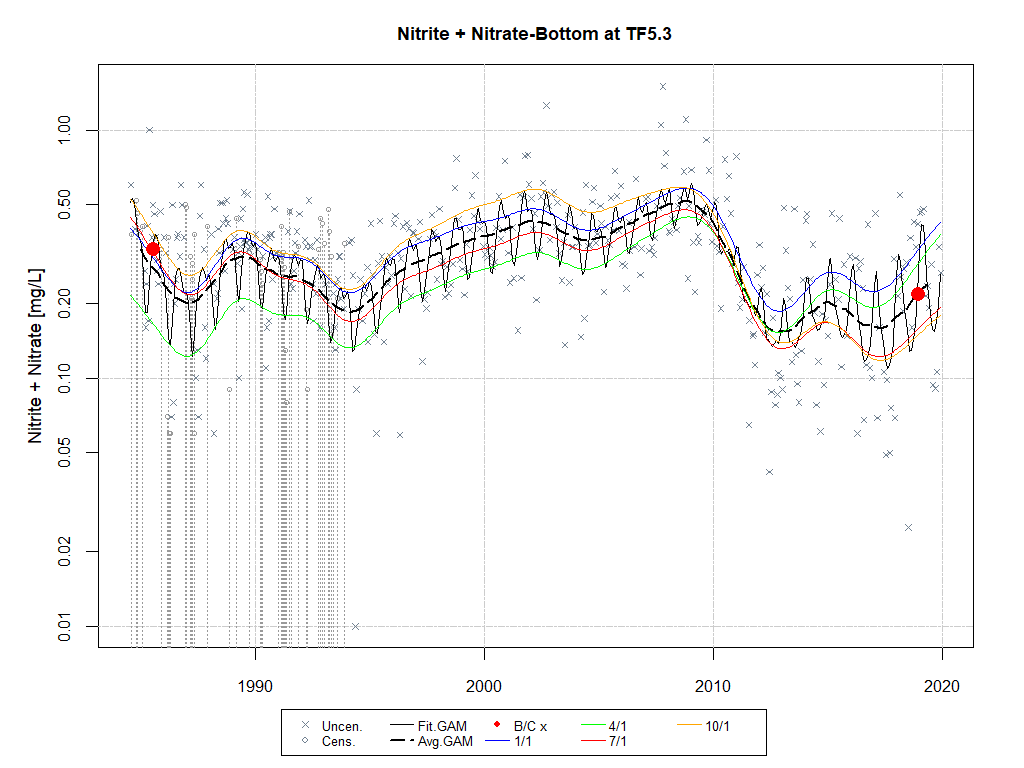 Nitrite + Nitrate-Bottom at TF5.3
Nitrite + Nitrate [mg/L]
1.00
0.50
0.20
0.10
0.05
0.02
0.01
1990 2000 2010 2020
Uncen. Fit.GAM B/C x 4/1 10/1
Cens. Avg.GAM 1/1 7/1